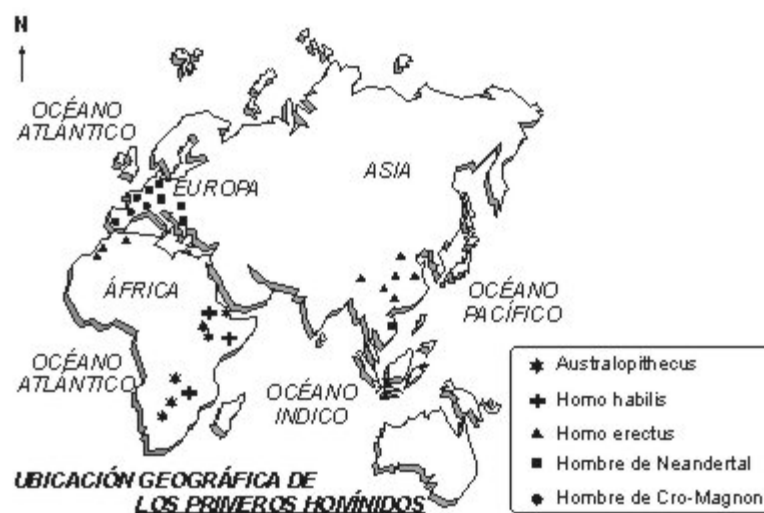 N
OCÉANO
ATLÁNTICO
EUROPA
ASIA
ÁFRICA
OCÉANO
PACÍFICO
OCÉANO
ATLÁNTICO
OCÉANO
INDICO
Australopithecus
Homo habilis
Homo erectus
Hombre de Neandertal
Hombre de Cro-Magnon
UBICACIÓN GEOGRÁFICA DE
LOS PRIMEROS HOMÍNIDOS